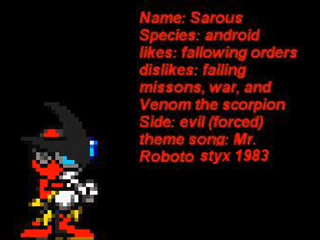 Name: Sarous
Species: android
likes: fallowing orders
dislikes: failing
missons, war, and
Venom the scorpion
Side: evil (forced)
theme song: Mr.
Roboto styx 1983